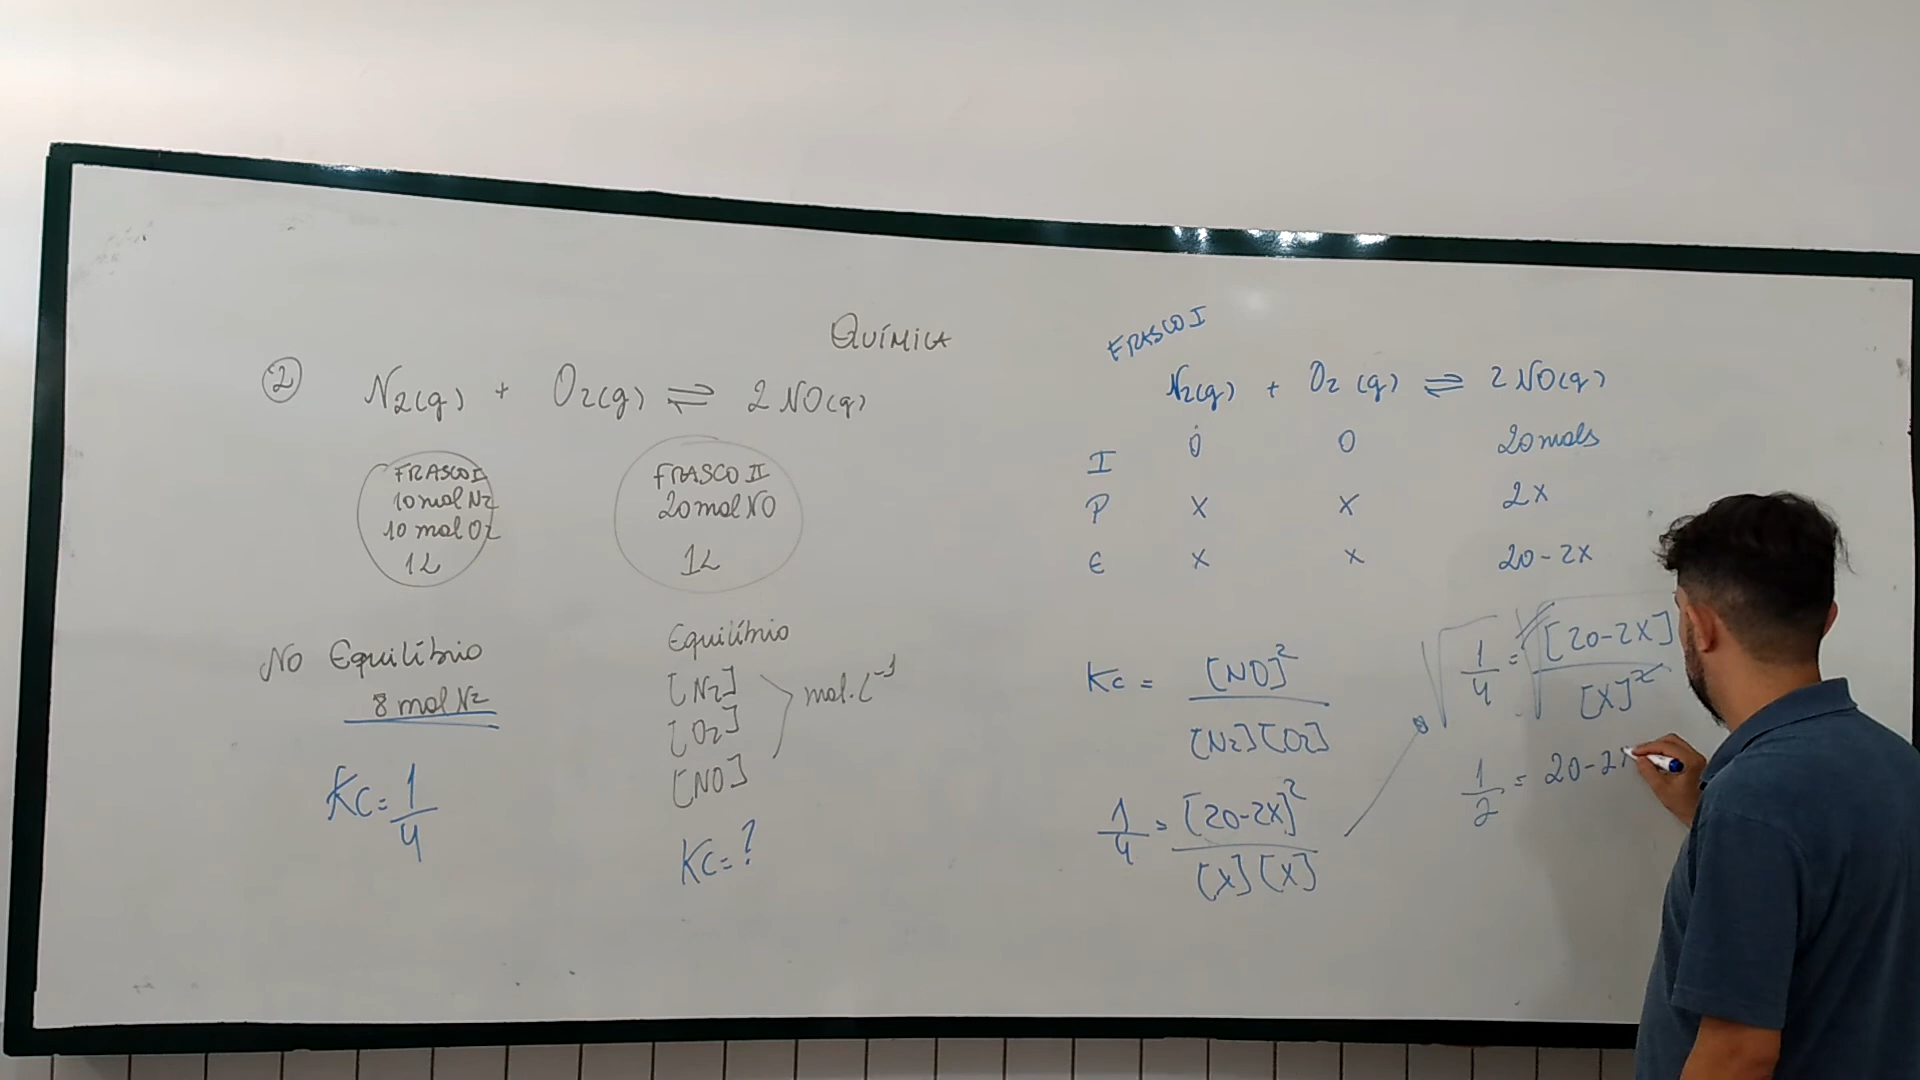 QUÍMICA
② N2(g) + O2(g) ⇌ 2 NO(g)
FRASCO I
10 mol N2
10 mol O2
1L
FRASCO II
20 mol NO
1L
NO Equilíbrio
8 mol N2
Kc = 1/4
Equilíbrio
[N2]
[O2]
[NO]
mol.L⁻¹
Kc = ?
FRASCO I
N2(g) + O2(g) ⇌ 2 NO(g)
I 0 0 20 mols
P X X 2X
E X X 20-2X
Kc = [NO]² / [N2][O2]
1/4 = [20-2X]² / [X][X]
√1/4 = √[20-2X] / [X]²
1/2 = 20-2X